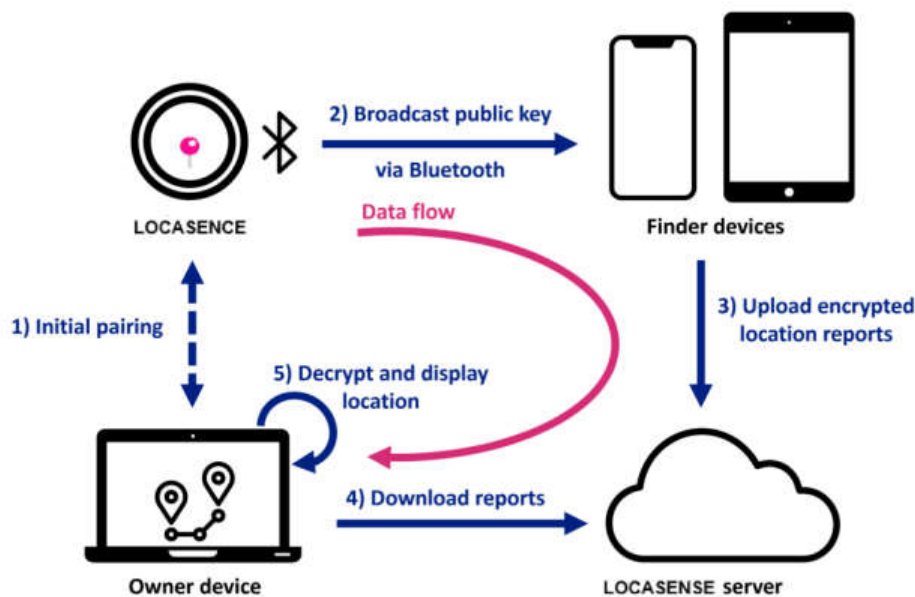 2) Broadcast public key
via Bluetooth
LOCASENCE
Data flow
Finder devices
1) Initial pairing
3) Upload encrypted
location reports
5) Decrypt and display
location
4) Download reports
Owner device
LOCASENSE server